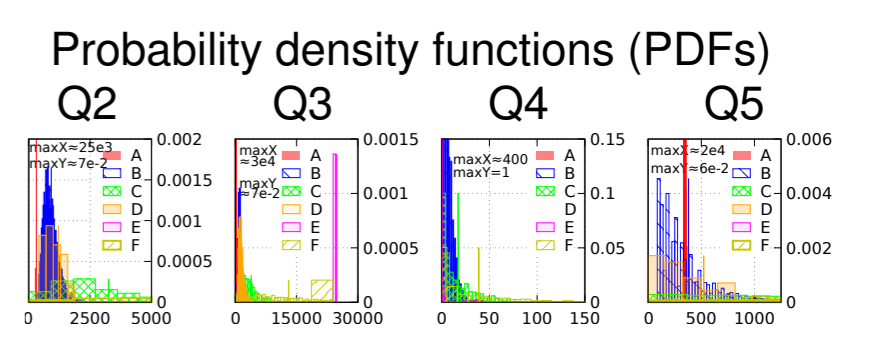 Probability density functions (PDFs)
Q2 Q3 Q4 Q5
maxX≈25e3
maxY≈7e-2
A
B
C
D
E
F
0.002
0.0015
0.001
0.0005
0
0 2500 5000
maxX
≈3e4
maxY
≈7e-2
A
B
C
D
E
F
0.0015
0.001
0.0005
0
0 15000 30000
maxX≈400
maxY=1
A
B
C
D
E
F
0.15
0.1
0.05
0
0 50 100 150
maxX≈2e4
maxY≈6e-2
A
B
C
D
E
F
0.006
0.004
0.002
0
0 500 1000